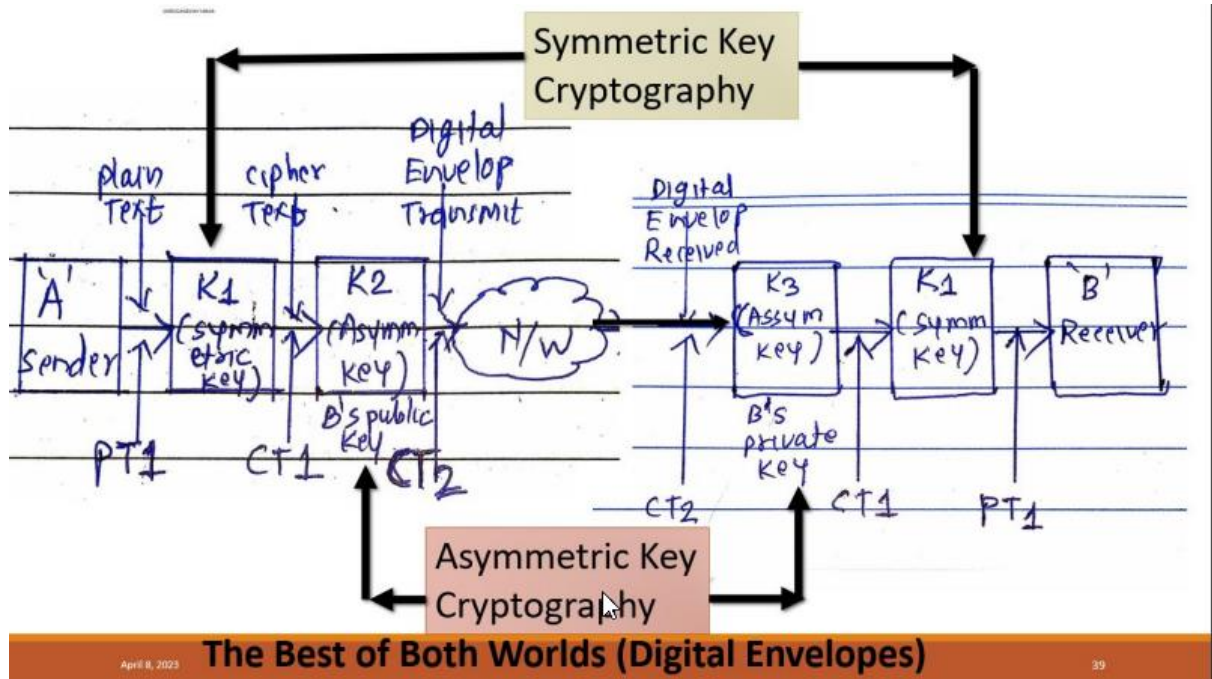 Symmetric Key
Cryptography
plain
Text
cipher
Text
Digital
Envelop
Transmit
'A'
Sender
K1
(symm
etric
key)
K2
(Asymm
key)
B's public
key
N/W
PT1
CT1
CT2
Digital
Envelop
Received
K3
(Assym
key)
B's
private
key
K1
(symm
key)
'B'
Receiver
CT2
CT1
PT1
Asymmetric Key
Cryptography
April 8, 2023
The Best of Both Worlds (Digital Envelopes)
39